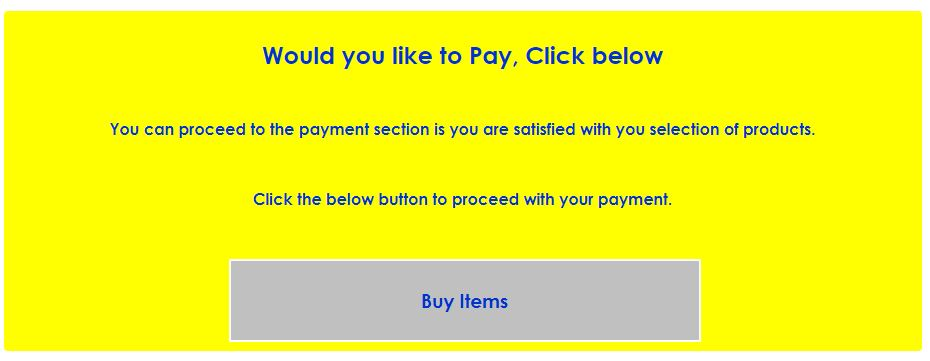 Would you like to Pay, Click below
You can proceed to the payment section is you are satisfied with you selection of products.
Click the below button to proceed with your payment.
Buy Items